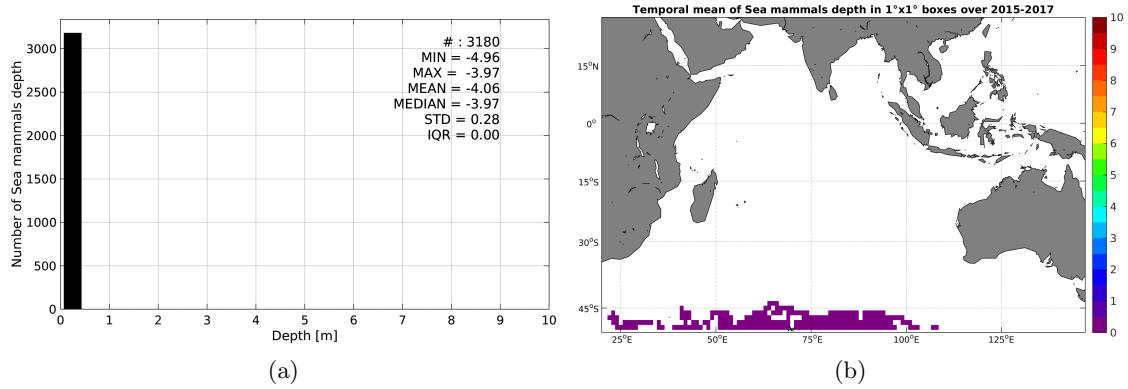 Number of Sea mammals depth
3000
2500
2000
1500
1000
500
0
# : 3180
MIN = -4.96
MAX = -3.97
MEAN = -4.06
MEDIAN = -3.97
STD = 0.28
IQR = 0.00
0 1 2 3 4 5 6 7 8 9 10
Depth [m]
(a)
Temporal mean of Sea mammals depth in 1°x1° boxes over 2015-2017
15°N
0°
15°S
30°S
45°S
25°E 50°E 75°E 100°E 125°E
10
9
8
7
6
5
4
3
2
1
0
(b)